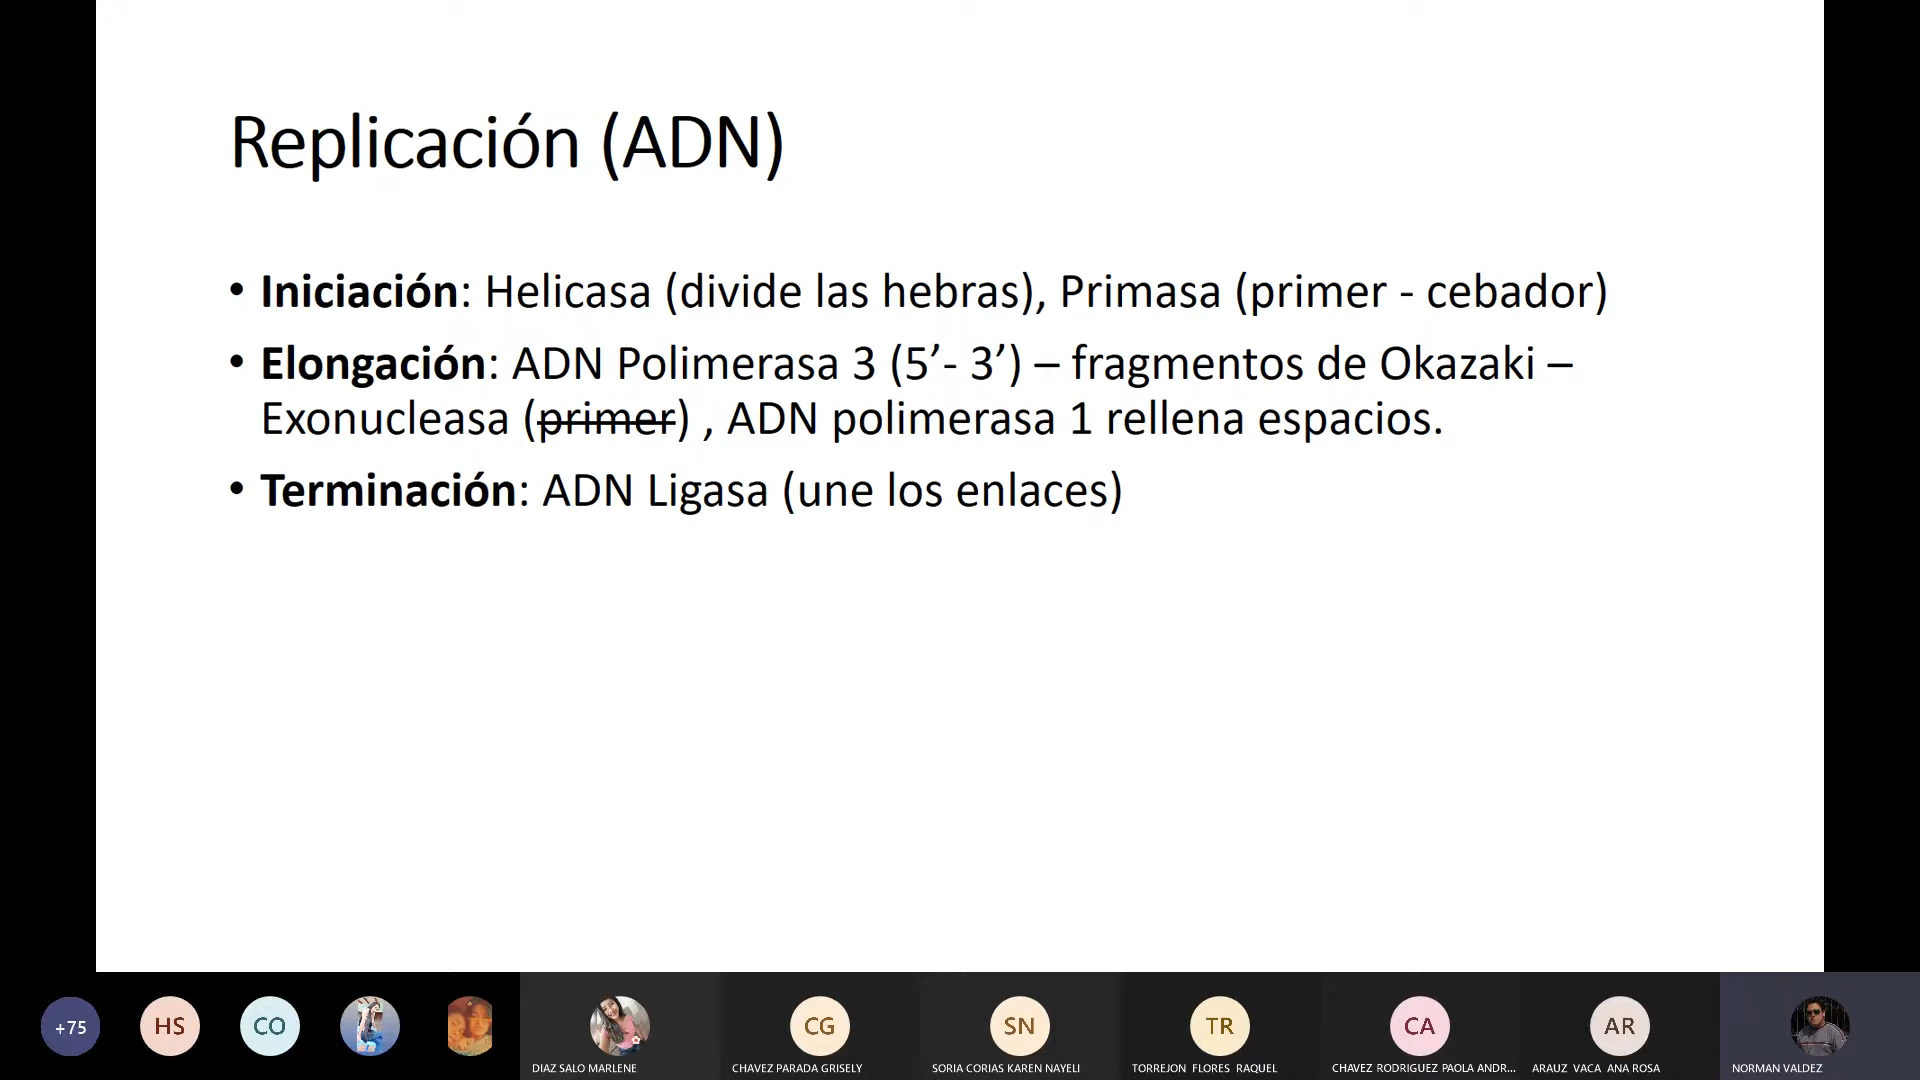 Replicación (ADN)
• Iniciación: Helicasa (divide las hebras), Primasa (primer - cebador)
• Elongación: ADN Polimerasa 3 (5’- 3’) – fragmentos de Okazaki –
Exonucleasa (primer) , ADN polimerasa 1 rellena espacios.
• Terminación: ADN Ligasa (une los enlaces)
+75
HS
CO
CG
SN
TR
CA
AR
DIAZ SALO MARLENE
CHAVEZ PARADA GRISELY
SORIA CORIAS KAREN NAYELI
TORREJON FLORES RAQUEL
CHAVEZ RODRIGUEZ PAOLA ANDR...
ARAUZ VACA ANA ROSA
NORMAN VALDEZ